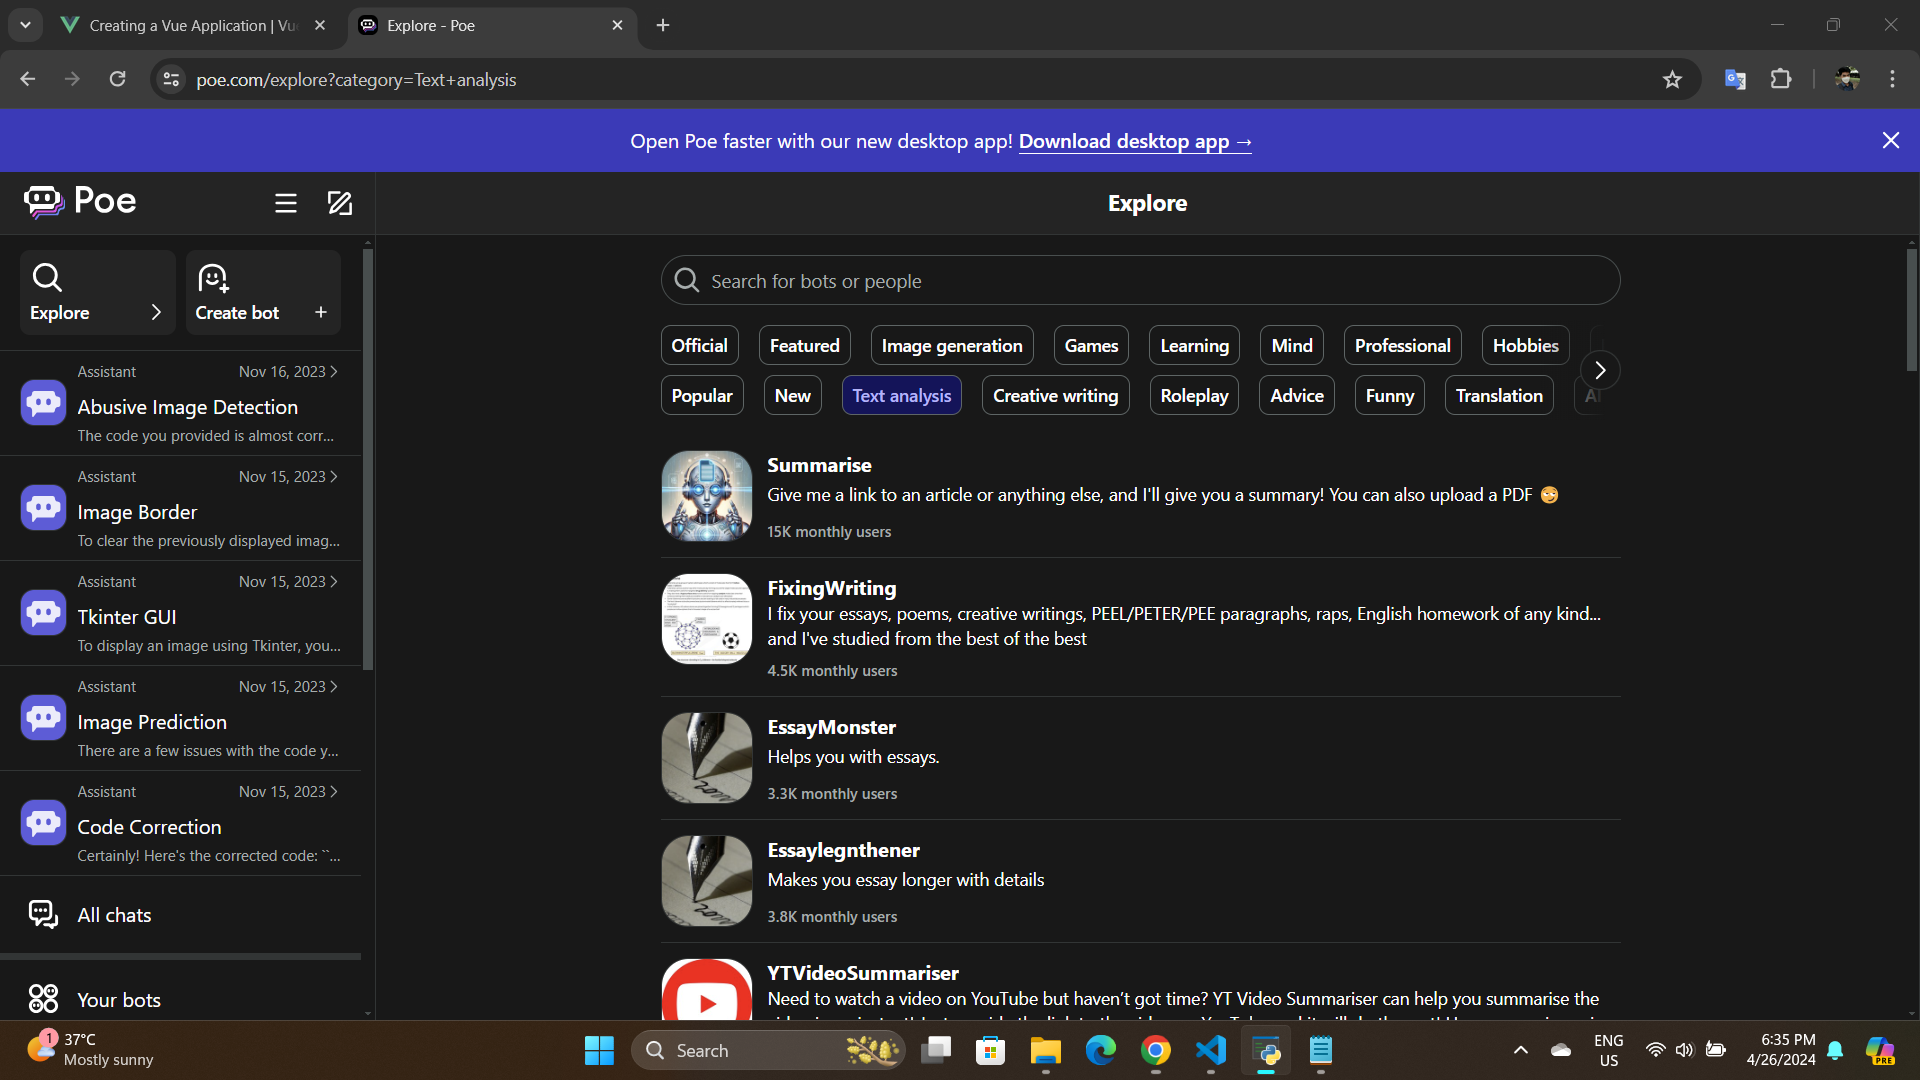 Creating a Vue Application | Vu
Explore - Poe
poe.com/explore?category=Text+analysis
Open Poe faster with our new desktop app! Download desktop app →
Poe
Explore
Explore
Create bot +
Search for bots or people
Official Featured Image generation Games Learning Mind Professional Hobbies
Popular New Text analysis Creative writing Roleplay Advice Funny Translation
Assistant Nov 16, 2023
Abusive Image Detection
The code you provided is almost corr...
Assistant Nov 15, 2023
Image Border
To clear the previously displayed imag...
Assistant Nov 15, 2023
Tkinter GUI
To display an image using Tkinter, you...
Assistant Nov 15, 2023
Image Prediction
There are a few issues with the code y...
Assistant Nov 15, 2023
Code Correction
Certainly! Here's the corrected code: ``...
All chats
Your bots
Summarise
Give me a link to an article or anything else, and I'll give you a summary! You can also upload a PDF 😏
15K monthly users
FixingWriting
I fix your essays, poems, creative writings, PEEL/PETER/PEE paragraphs, raps, English homework of any kind...
and I've studied from the best of the best
4.5K monthly users
EssayMonster
Helps you with essays.
3.3K monthly users
Essaylegnthener
Makes you essay longer with details
3.8K monthly users
YTVideoSummariser
Need to watch a video on YouTube but haven't got time? YT Video Summariser can help you summarise the
1
37°C
Mostly sunny
Search
ENG
US
6:35 PM
4/26/2024
PRE